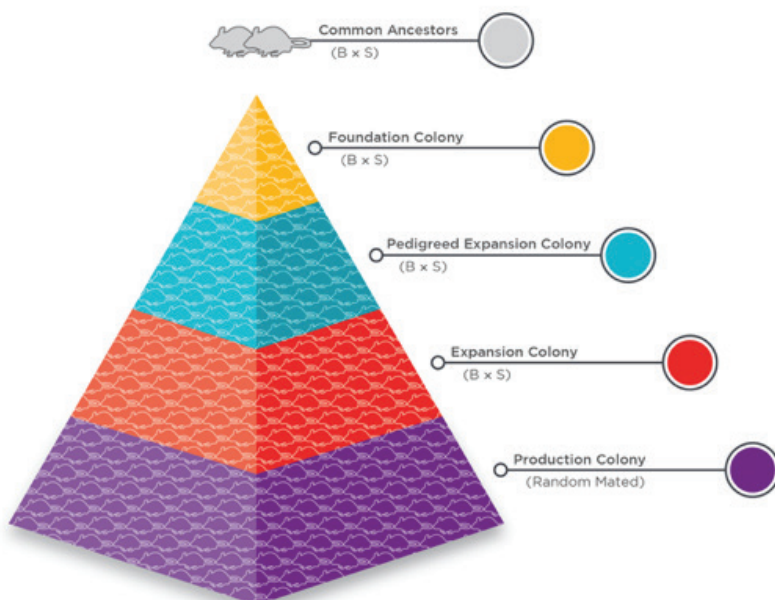 Common Ancestors
(B × S)
Foundation Colony
(B × S)
Pedigreed Expansion Colony
(B × S)
Expansion Colony
(B × S)
Production Colony
(Random Mated)